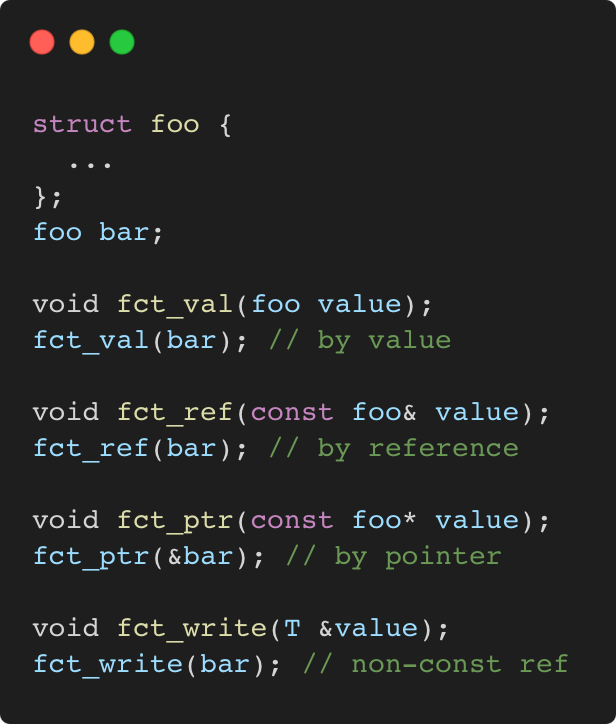 struct foo {
  ...
};
foo bar;
void fct_val(foo value);
fct_val(bar); // by value
void fct_ref(const foo& value);
fct_ref(bar); // by reference
void fct_ptr(const foo* value);
fct_ptr(&bar); // by pointer
void fct_write(T &value);
fct_write(bar); // non-const ref